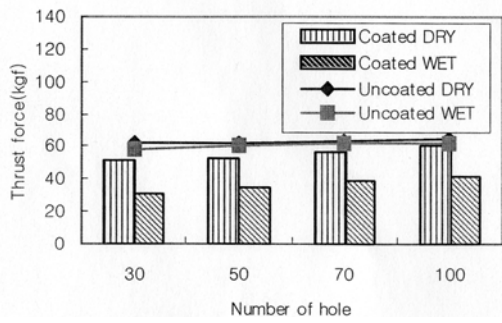 140
120
100
80
60
40
20
0
Thrust force(kgf)
Coated DRY
Coated WET
Uncoated DRY
Uncoated WET
30 50 70 100
Number of hole